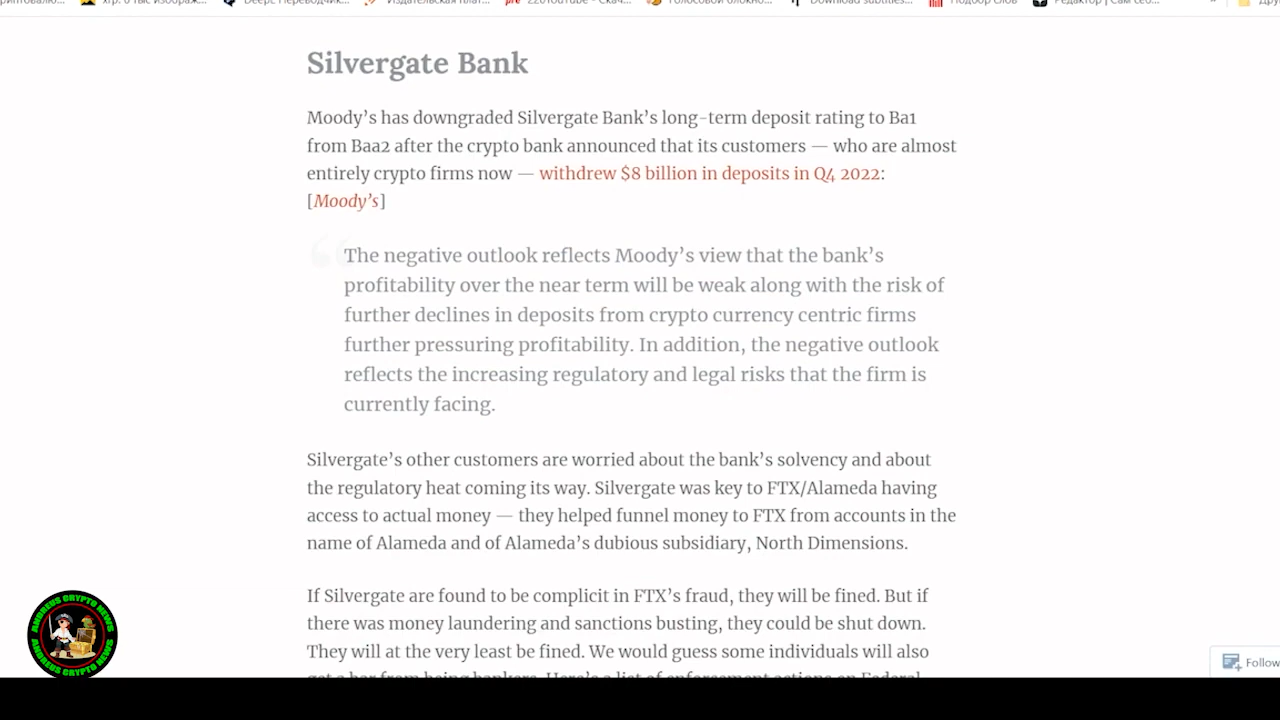 Silvergate Bank
Moody's has downgraded Silvergate Bank's long-term deposit rating to Ba1
from Baa2 after the crypto bank announced that its customers — who are almost
entirely crypto firms now — withdrew $8 billion in deposits in Q4 2022:
[Moody's]
“
The negative outlook reflects Moody's view that the bank's
profitability over the near term will be weak along with the risk of
further declines in deposits from crypto currency centric firms
further pressuring profitability. In addition, the negative outlook
reflects the increasing regulatory and legal risks that the firm is
currently facing.
Silvergate's other customers are worried about the bank's solvency and about
the regulatory heat coming its way. Silvergate was key to FTX/Alameda having
access to actual money — they helped funnel money to FTX from accounts in the
name of Alameda and of Alameda's dubious subsidiary, North Dimensions.
If Silvergate are found to be complicit in FTX's fraud, they will be fined. But if
there was money laundering and sanctions busting, they could be shut down.
They will at the very least be fined. We would guess some individuals will also
ANDREUS CRYPTO NEWS
ANDREUS CRYPTO NEWS
Follow